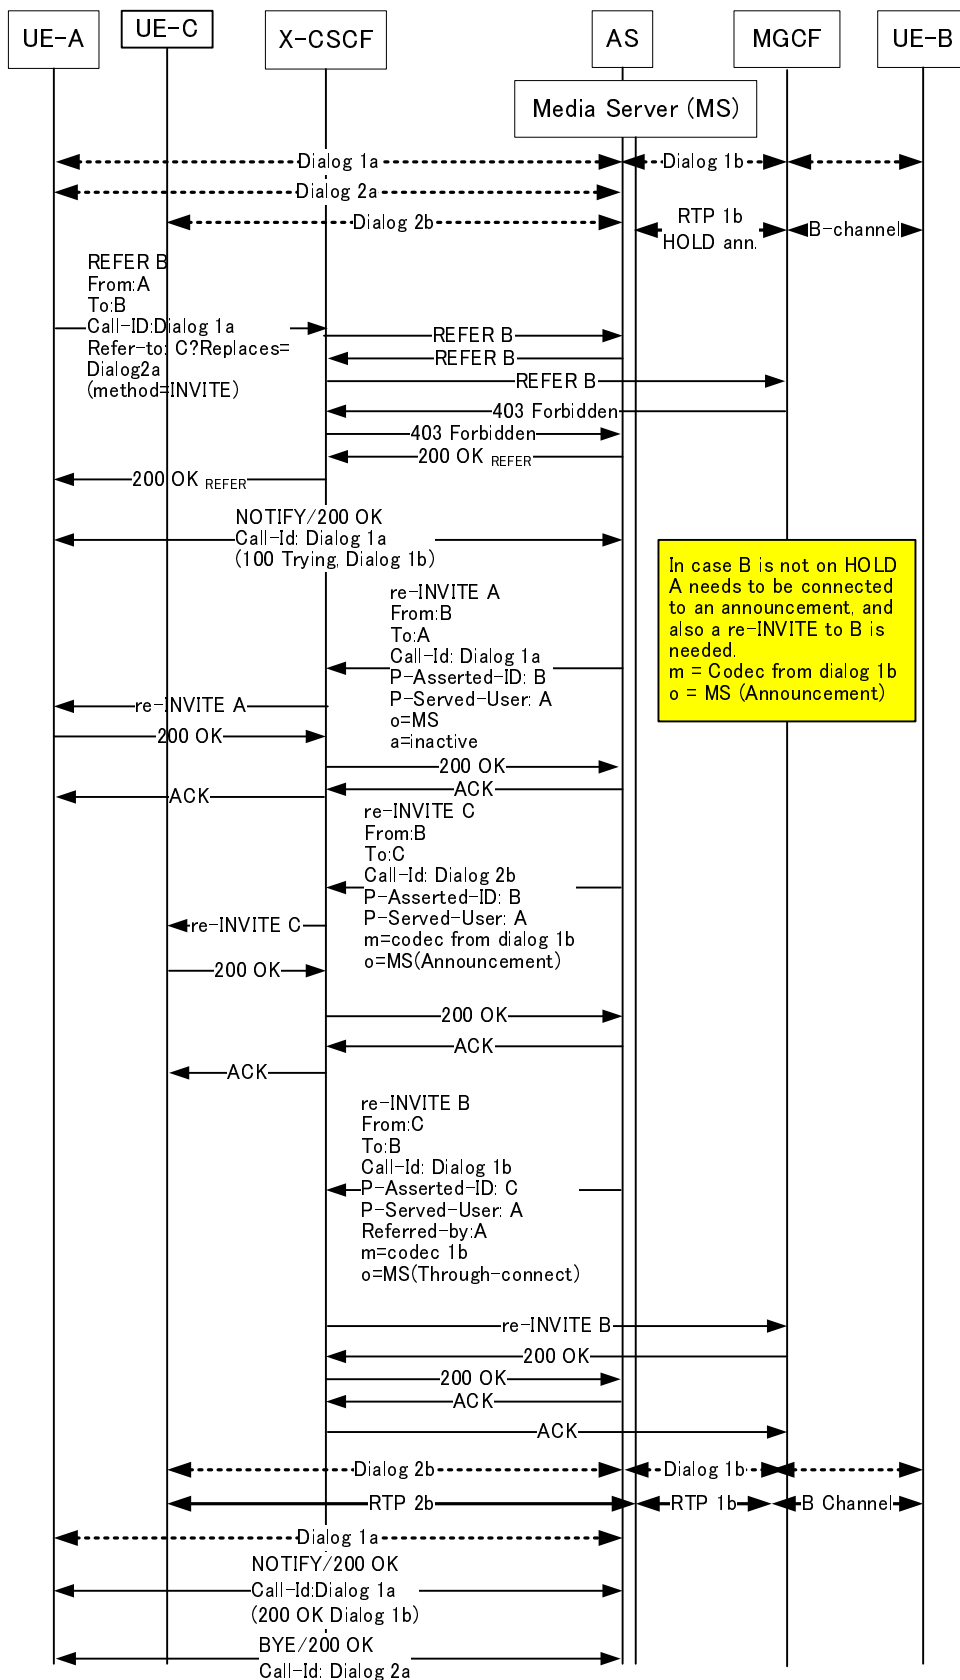 UE-A
UE-C
X-CSCF
AS
MGCF
UE-B
Media Server (MS)
Dialog 1a
Dialog 1b
Dialog 2a
Dialog 2b
RTP 1b
HOLD ann.
B-channel
REFER B
From:A
To:B
Call-ID:Dialog 1a
Refer-to: C?Replaces=
Dialog2a
(method=INVITE)
REFER B
REFER B
REFER B
403 Forbidden
403 Forbidden
200 OK REFER
200 OK REFER
NOTIFY/200 OK
Call-Id: Dialog 1a
(100 Trying, Dialog 1b)
In case B is not on HOLD
A needs to be connected
to an announcement, and
also a re-INVITE to B is
needed.
m = Codec from dialog 1b
o = MS (Announcement)
re-INVITE A
From:B
To:A
Call-Id: Dialog 1a
P-Asserted-ID: B
P-Served-User: A
o=MS
a=inactive
re-INVITE A
200 OK
200 OK
ACK
ACK
re-INVITE C
From:B
To:C
Call-Id: Dialog 2b
P-Asserted-ID: B
P-Served-User: A
m=codec from dialog 1b
o=MS(Announcement)
re-INVITE C
200 OK
200 OK
ACK
ACK
re-INVITE B
From:C
To:B
Call-Id: Dialog 1b
P-Asserted-ID: C
P-Served-User: A
Referred-by:A
m=codec 1b
o=MS(Through-connect)
re-INVITE B
200 OK
200 OK
ACK
ACK
Dialog 2b
Dialog 1b
RTP 2b
RTP 1b
B Channel
Dialog 1a
NOTIFY/200 OK
Call-Id:Dialog 1a
(200 OK Dialog 1b)
BYE/200 OK
Call-Id: Dialog 2a